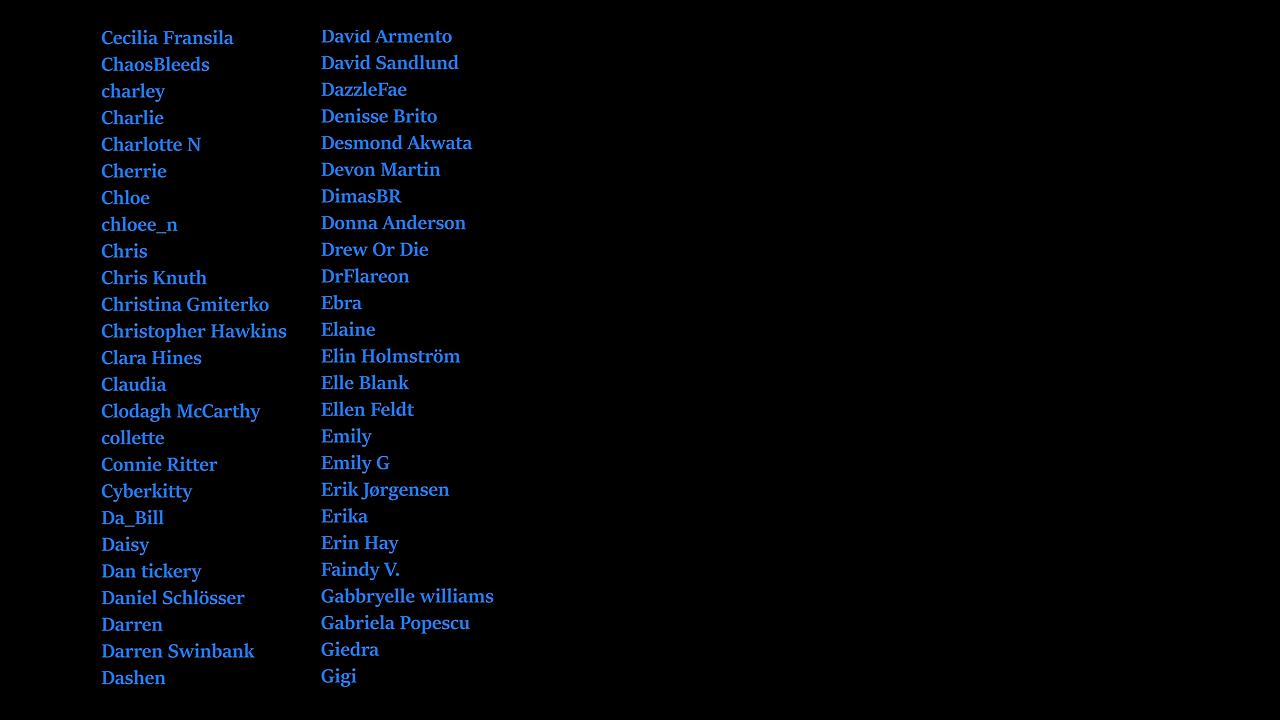 Cecilia Fransila
ChaosBleeds
charley
Charlie
Charlotte N
Cherrie
Chloe
chloee_n
Chris
Chris Knuth
Christina Gmiterko
Christopher Hawkins
Clara Hines
Claudia
Clodagh McCarthy
collette
Connie Ritter
Cyberkitty
Da_Bill
Daisy
Dan tickery
Daniel Schlösser
Darren
Darren Swinbank
Dashen
David Armento
David Sandlund
DazzleFae
Denisse Brito
Desmond Akwata
Devon Martin
DimasBR
Donna Anderson
Drew Or Die
DrFlareon
Ebra
Elaine
Elin Holmström
Elle Blank
Ellen Feldt
Emily
Emily G
Erik Jørgensen
Erika
Erin Hay
Faindy V.
Gabbryelle williams
Gabriela Popescu
Giedra
Gigi